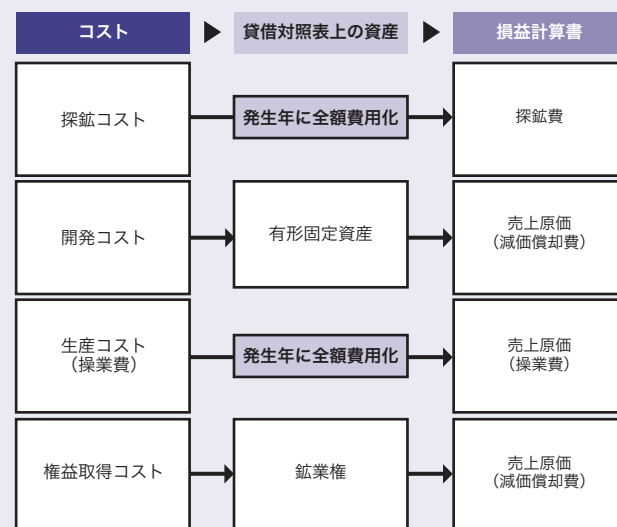 コスト
貸借対照表上の資産
損益計算書
探鉱コスト
発生年に全額費用化
探鉱費
開発コスト
有形固定資産
売上原価
（減価償却費）
生産コスト
（操業費）
発生年に全額費用化
売上原価
（操業費）
権益取得コスト
鉱業権
売上原価
（減価償却費）